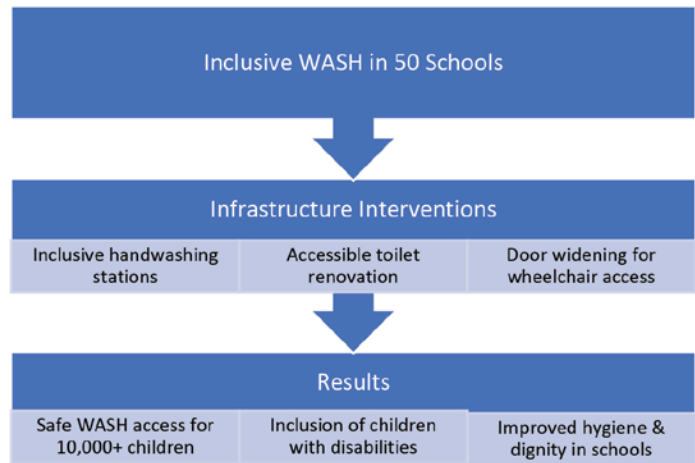 Inclusive WASH in 50 Schools
Infrastructure Interventions
Inclusive handwashing
stations
Accessible toilet
renovation
Door widening for
wheelchair access
Results
Safe WASH access for
10,000+ children
Inclusion of children
with disabilities
Improved hygiene &
dignity in schools